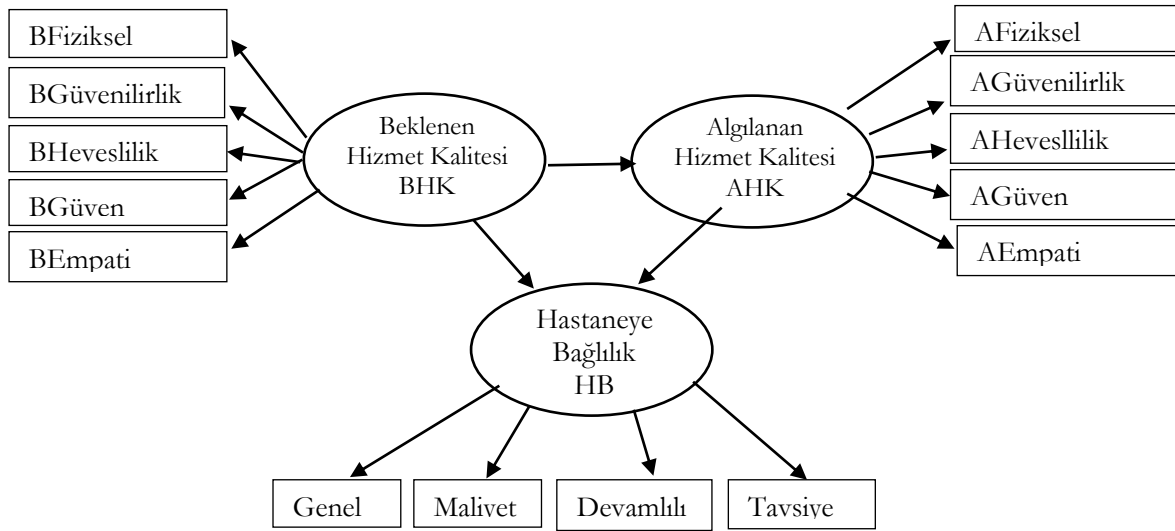 BFiziksel
BGüvenilirlik
BHeveslilik
BGüven
BEmpati
Beklenen
Hizmet Kalitesi
BHK
Algılanan
Hizmet Kalitesi
AHK
AFiziksel
AGüvenilirlik
AHevesllilik
AGüven
AEmpati
Hastaneye
Bağlılık
HB
Genel
Maliyet
Devamlılı
Tavsiye